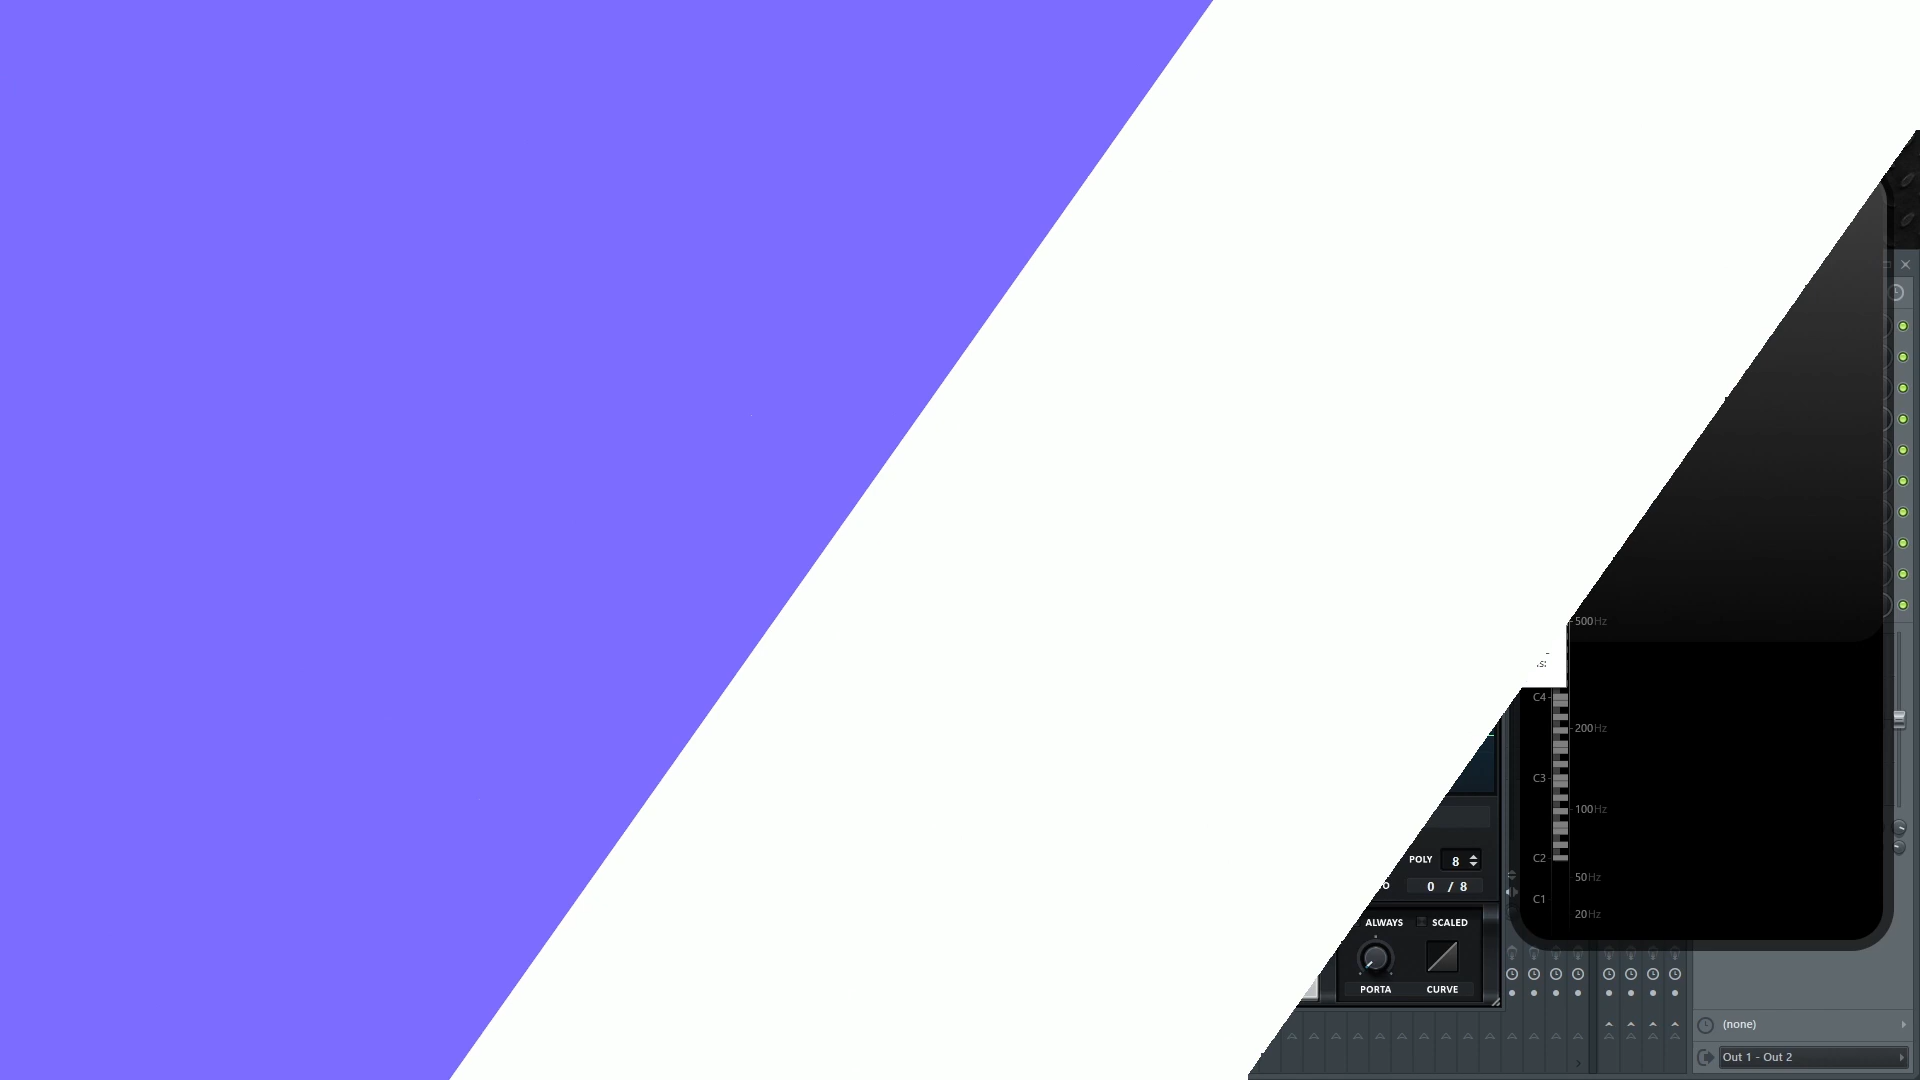 500Hz
C4
200Hz
C3
100Hz
POLY 8
C2
50Hz
0 / 8
C1
20Hz
ALWAYS SCALED
PORTA CURVE
(none)
Out 1 - Out 2